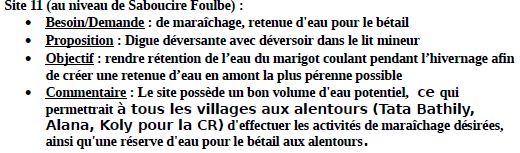 Site 11 (au niveau de Saboucire Foulbe) :
• Besoin/Demande : de maraîchage, retenue d'eau pour le bétail
• Proposition : Digue déversante avec déversoir dans le lit mineur
• Objectif : rendre rétention de l’eau du marigot coulant pendant l’hivernage afin
de créer une retenue d’eau en amont la plus pérenne possible
• Commentaire : Le site possède un bon volume d'eau potentiel, ce qui
permettrait à tous les villages aux alentours (Tata Bathily,
Alana, Koly pour la CR) d'effectuer les activités de maraîchage désirées,
ainsi qu'une réserve d'eau pour le bétail aux alentours.